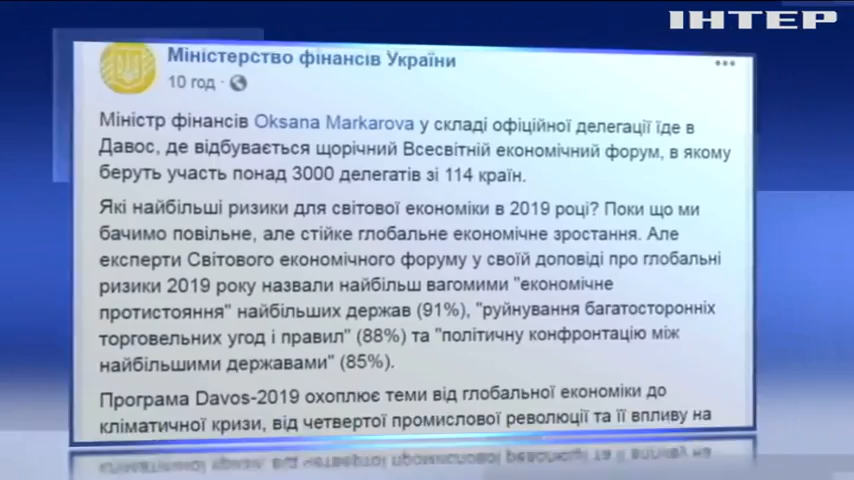 ІНТЕР
Міністерство фінансів України
10 год ·
Міністр фінансів Oksana Markarova у складі офіційної делегації їде в
Давос, де відбувається щорічний Всесвітній економічний форум, в якому
беруть участь понад 3000 делегатів зі 114 країн.
Які найбільші ризики для світової економіки в 2019 році? Поки що ми
бачимо повільне, але стійке глобальне економічне зростання. Але
експерти Світового економічного форуму у своїй доповіді про глобальні
ризики 2019 року назвали найбільш вагомими "економічне
протистояння" найбільших держав (91%), "руйнування багатосторонніх
торговельних угод і правил" (88%) та "політичну конфронтацію між
найбільшими державами" (85%).
Програма Davos-2019 охоплює теми від глобальної економіки до
кліматичної кризи, від четвертої промислової революції та її впливу на